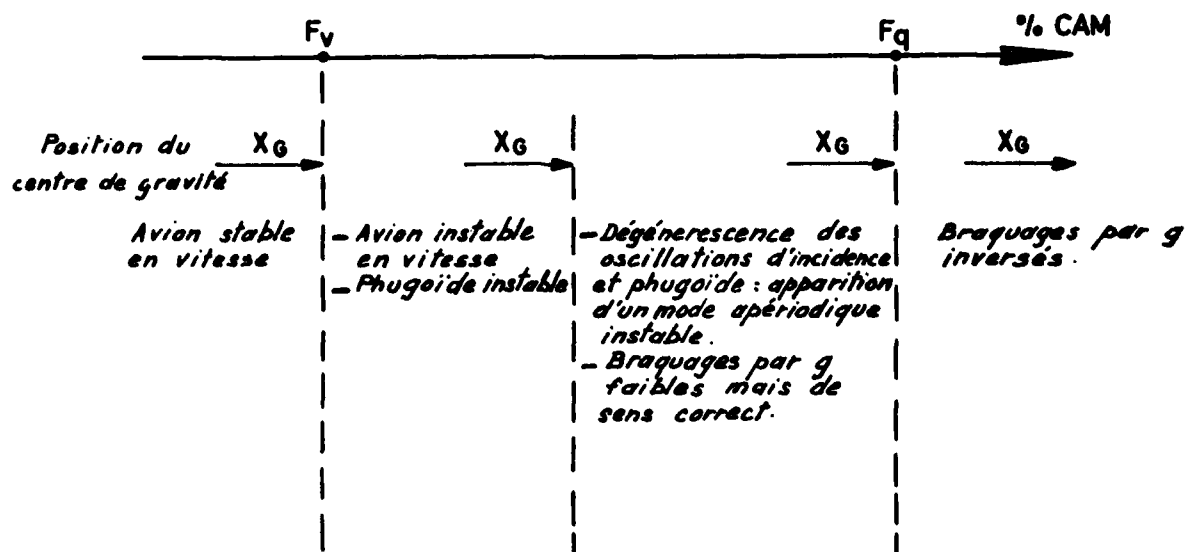 Fv
Fq
% CAM
Position du
centre de gravité
XG
XG
XG
XG
Avion stable
en vitesse
- Avion instable
en vitesse
- Phugoïde instable
- Dégénerescence des
oscillations d'incidence
et phugoïde : apparition
d'un mode apériodique
instable.
- Braquages par g
faibles mais de
sens correct.
Braquages par g
inversés.